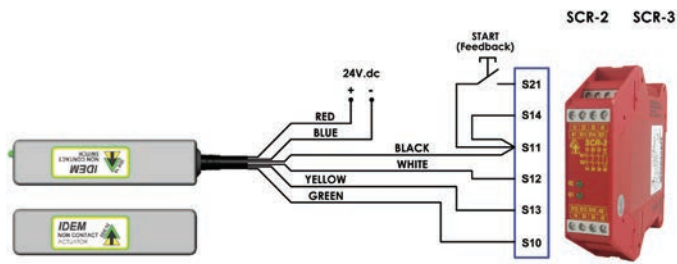 SCR-2 SCR-3
START
(Feedback)
24V.dc
+ -
S21
RED
S14
BLUE
BLACK
S11
WHITE
S12
YELLOW
S13
GREEN
S10
NON CONTACT
SWITCH
IDEM
IDEM
NON CONTACT
ACTUATOR
SCR-3